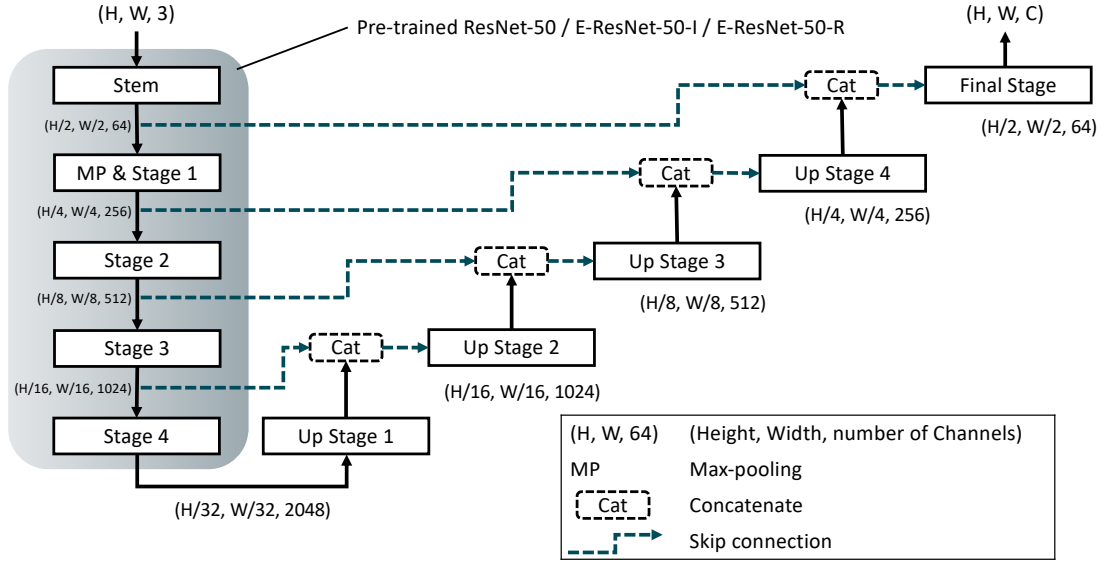 (H, W, 3)
Pre-trained ResNet-50 / E-ResNet-50-I / E-ResNet-50-R
(H, W, C)
Stem
Cat
Final Stage
(H/2, W/2, 64)
(H/2, W/2, 64)
MP & Stage 1
Cat
Up Stage 4
(H/4, W/4, 256)
(H/4, W/4, 256)
Stage 2
Cat
Up Stage 3
(H/8, W/8, 512)
(H/8, W/8, 512)
Stage 3
Cat
Up Stage 2
(H/16, W/16, 1024)
(H/16, W/16, 1024)
Stage 4
Up Stage 1
(H/32, W/32, 2048)
(H, W, 64) (Height, Width, number of Channels)
MP Max-pooling
Cat Concatenate
Skip connection